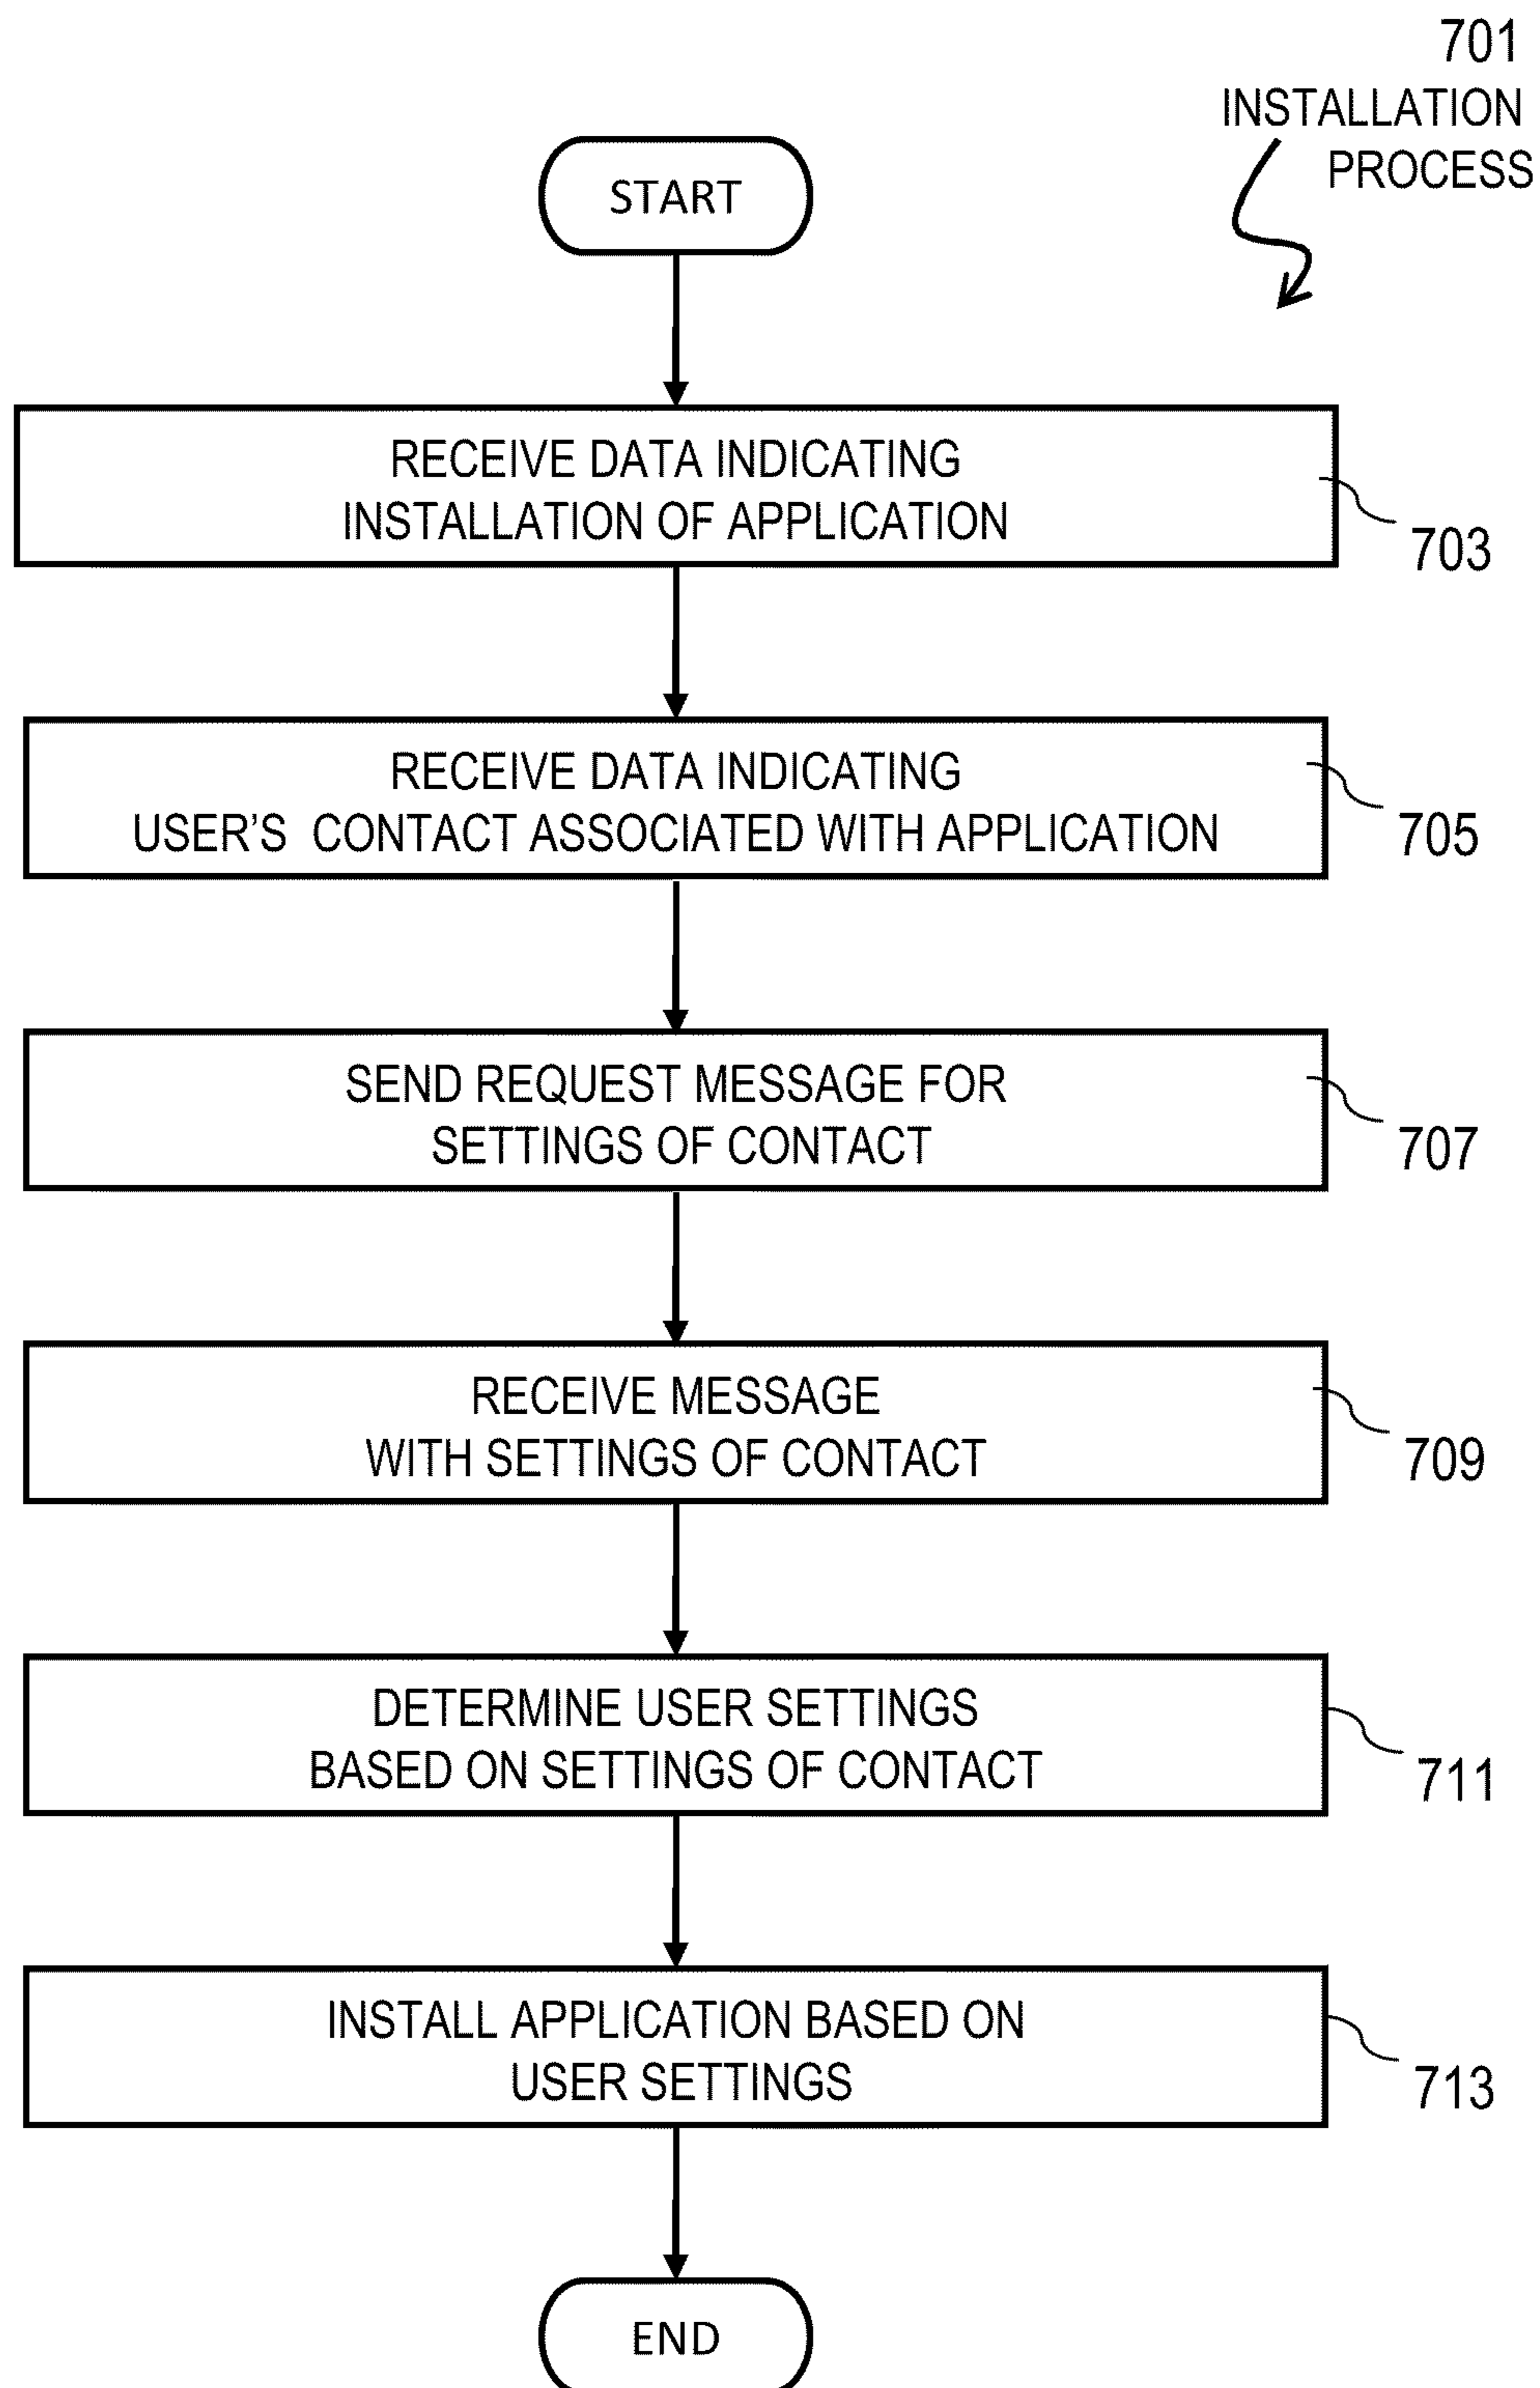 701
INSTALLATION
PROCESS
START
RECEIVE DATA INDICATING
INSTALLATION OF APPLICATION
703
RECEIVE DATA INDICATING
USER'S CONTACT ASSOCIATED WITH APPLICATION
705
SEND REQUEST MESSAGE FOR
SETTINGS OF CONTACT
707
RECEIVE MESSAGE
WITH SETTINGS OF CONTACT
709
DETERMINE USER SETTINGS
BASED ON SETTINGS OF CONTACT
711
INSTALL APPLICATION BASED ON
USER SETTINGS
713
END